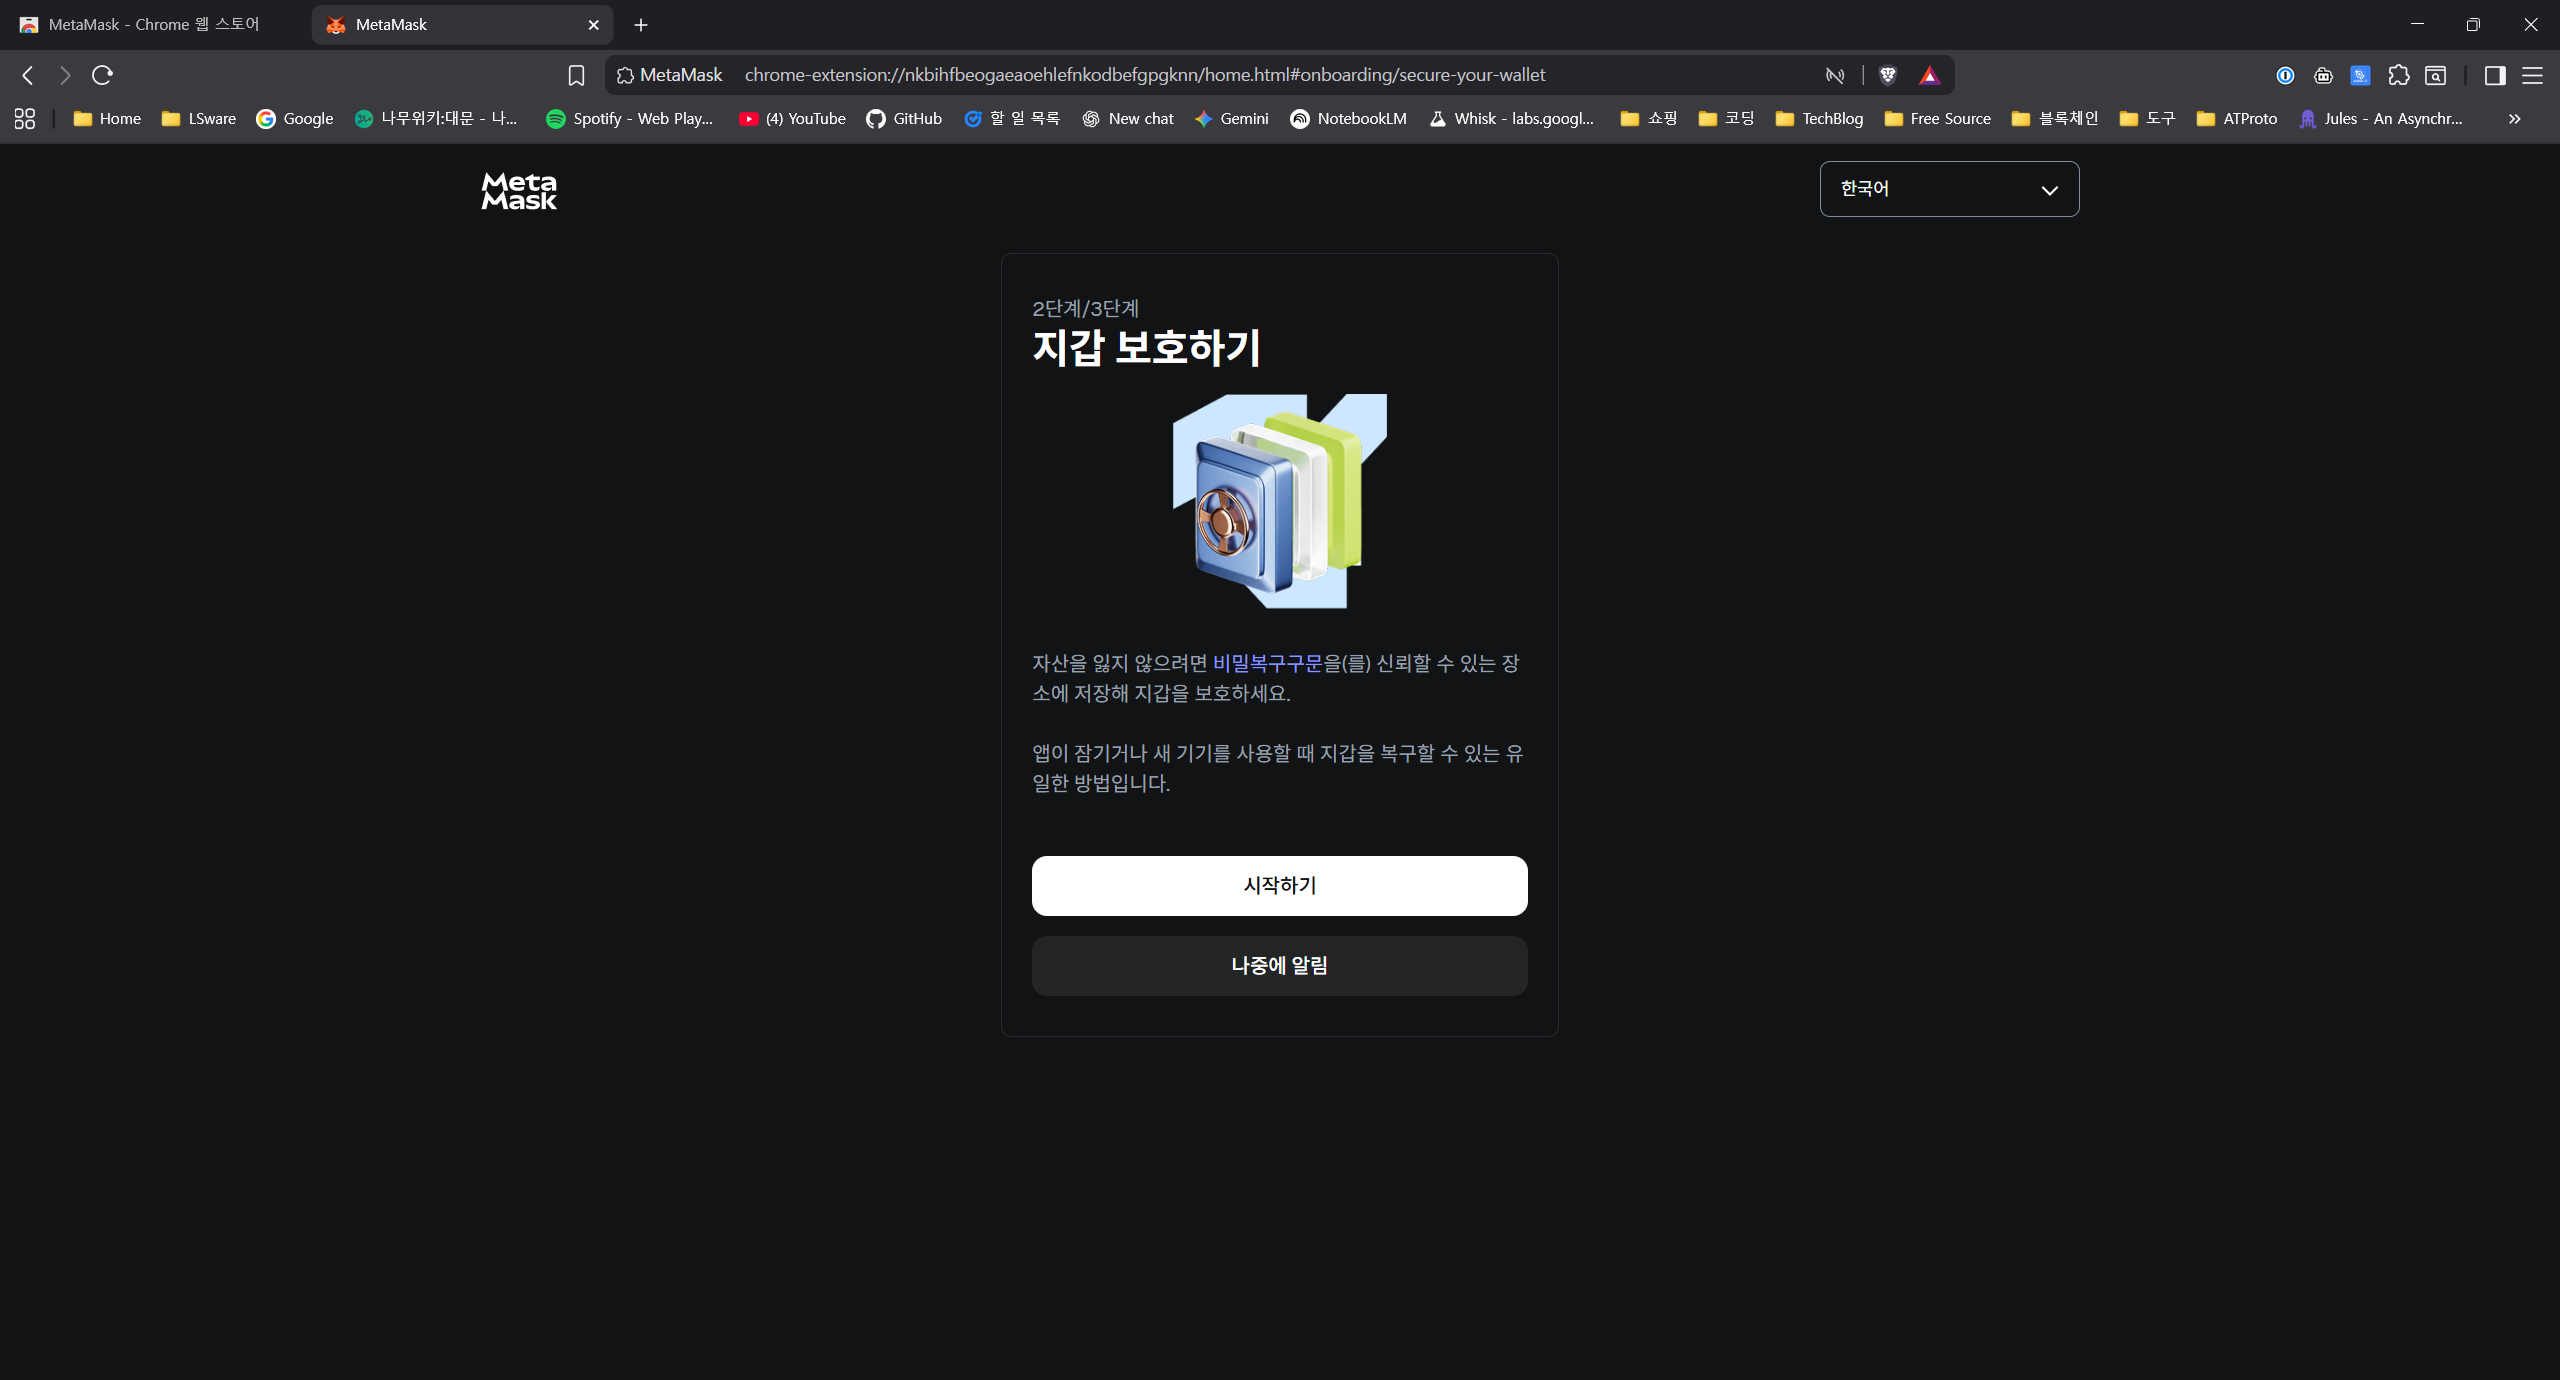 MetaMask - Chrome 웹 스토어
MetaMask
MetaMask chrome-extension://nkbihfbeogaeaoehlefnkodbefgpgknn/home.html#onboarding/secure-your-wallet
Home LSware Google 나무위키:대문 - 나... Spotify - Web Play... (4) YouTube GitHub 할 일 목록 New chat Gemini NotebookLM Whisk - labs.googl... 쇼핑 코딩 TechBlog Free Source 블록체인 도구 ATProto Jules - An Asynchr...
Meta
Mask
한국어
2단계/3단계
지갑 보호하기
자산을 잃지 않으려면 비밀복구구문을(를) 신뢰할 수 있는 장
소에 저장해 지갑을 보호하세요.
앱이 잠기거나 새 기기를 사용할 때 지갑을 복구할 수 있는 유
일한 방법입니다.
시작하기
나중에 알림